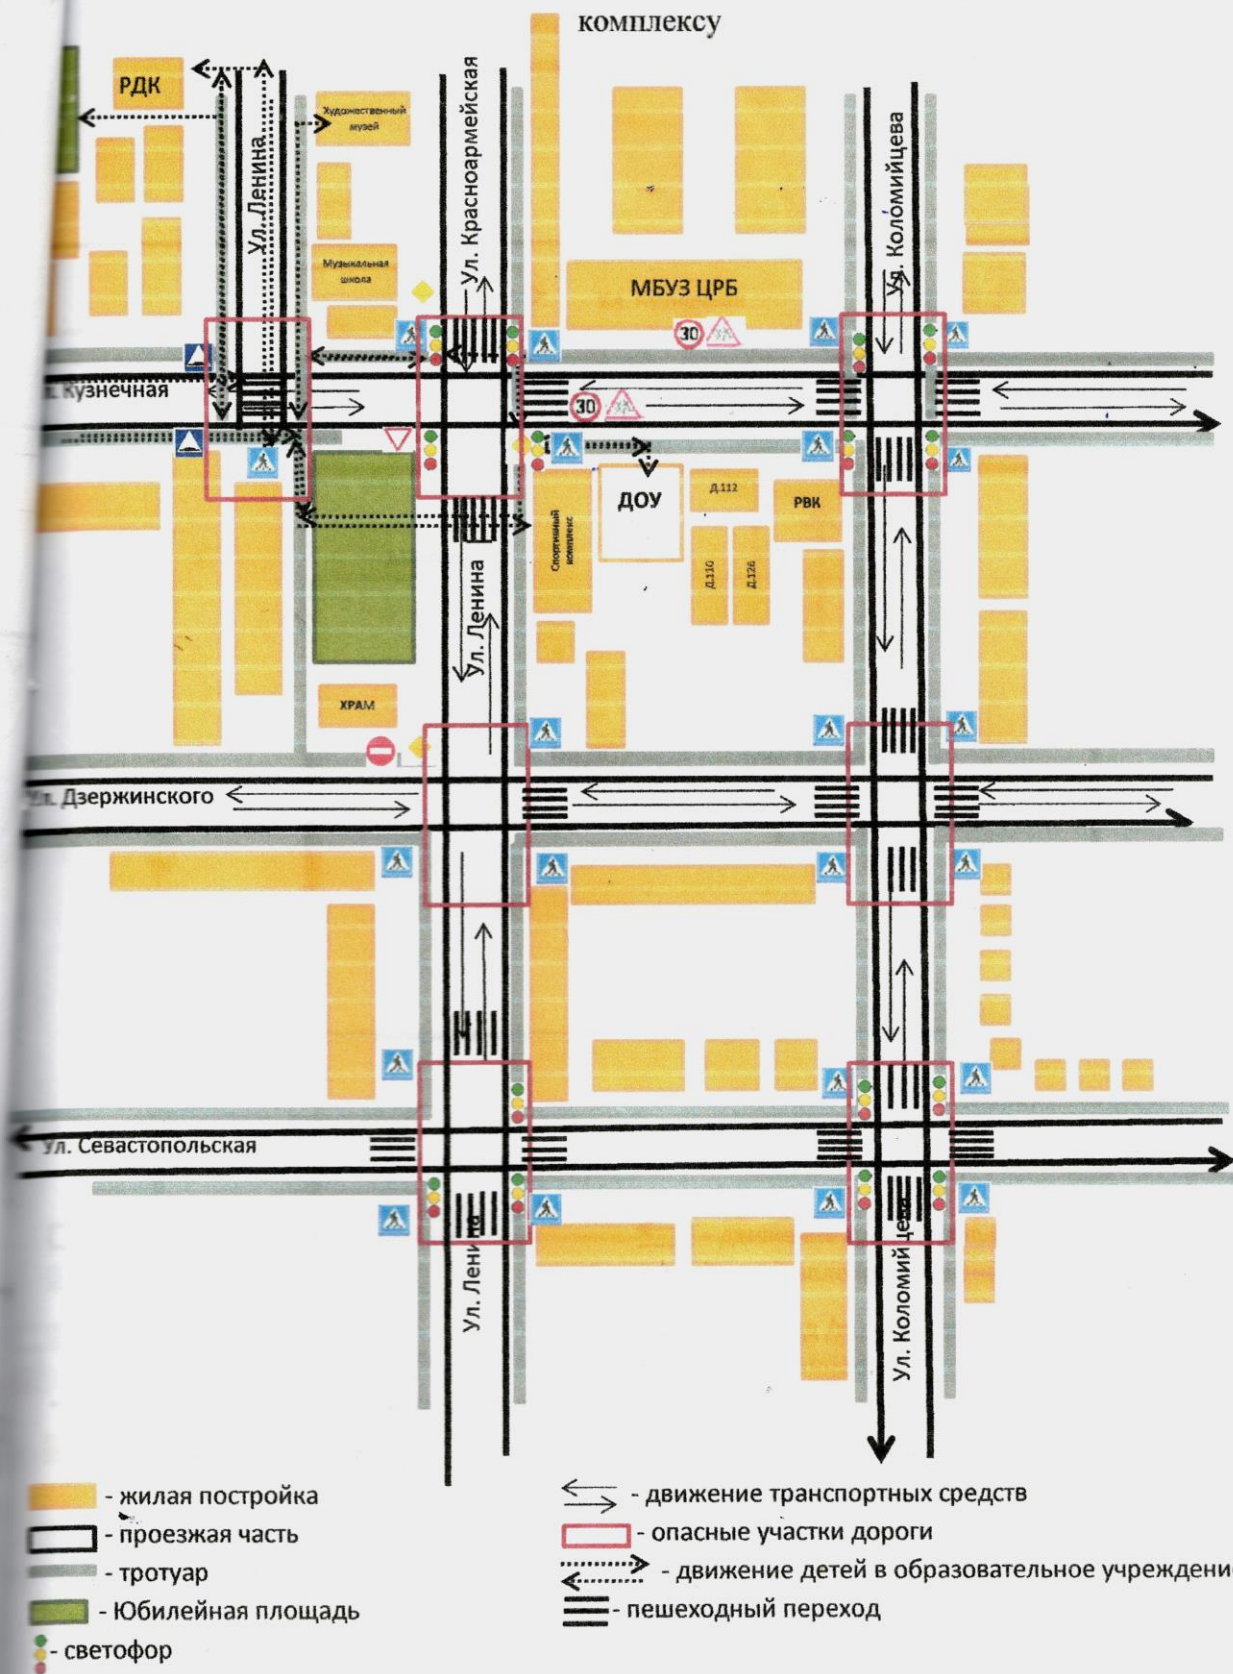 комплексу
РДК
Художественный
музей
Ул. Ленина
Ул. Красноармейская
Ул. Коломийцева
Музыкальная
школа
МБУЗ ЦРБ
30
Кузнечная
30
ДОУ
Д.112
РВК
Спортивный
комплекс
Д.110
Д.126
Ул. Ленина
ХРАМ
Ул. Дзержинского
Ул. Севастопольская
Ул. Ленина
Ул. Коломийцева
- жилая постройка
- проезжая часть
- тротуар
- Юбилейная площадь
- светофор
- движение транспортных средств
- опасные участки дороги
- движение детей в образовательное учреждени
- пешеходный переход